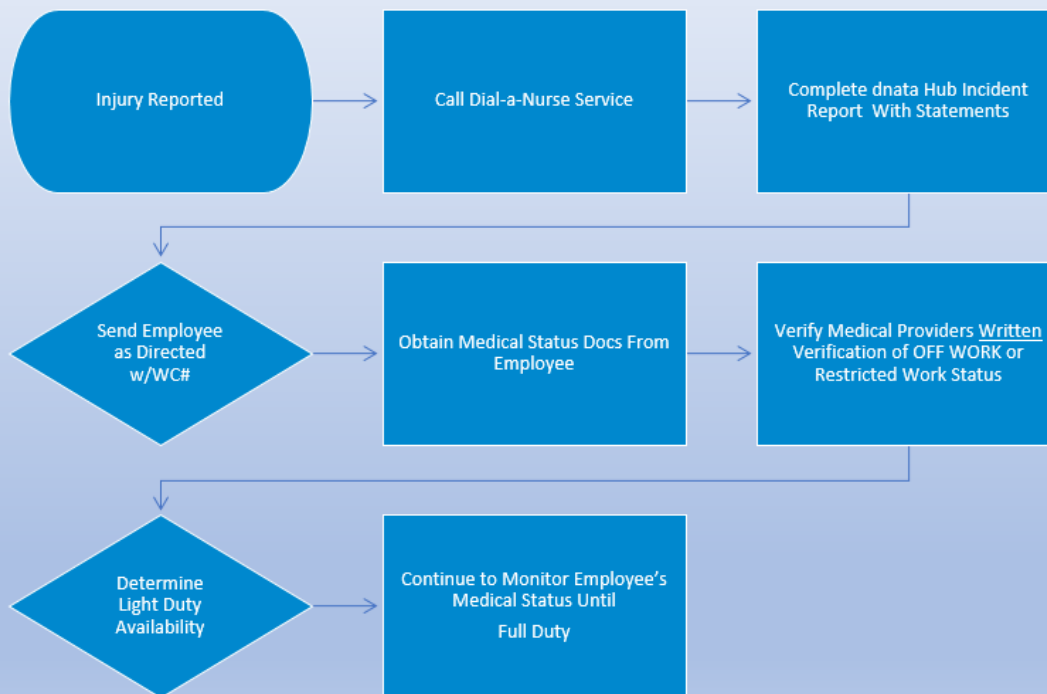 Injury Reported
Call Dial-a-Nurse Service
Complete dnata Hub Incident
Report With Statements
Send Employee
as Directed
w/WC#
Obtain Medical Status Docs From
Employee
Verify Medical Providers Written
Verification of OFF WORK or
Restricted Work Status
Determine
Light Duty
Availability
Continue to Monitor Employee’s
Medical Status Until
Full Duty